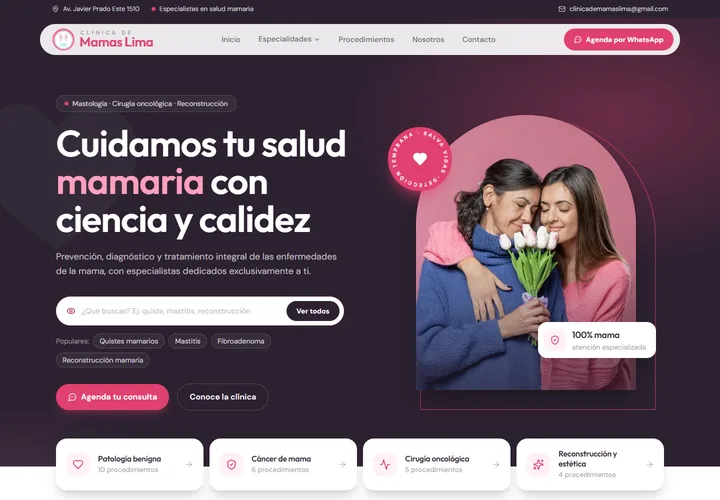 Av. Javier Prado Este 1510
Especialistas en salud mamaria
clinicademamaslima@gmail.com
CLÍNICA DE
Mamas Lima
Inicio
Especialidades
Procedimientos
Nosotros
Contacto
Agenda por WhatsApp
Mastología · Cirugía oncológica · Reconstrucción
Cuidamos tu salud
mamaria con
ciencia y calidez
Prevención, diagnóstico y tratamiento integral de las enfermedades
de la mama, con especialistas dedicados exclusivamente a ti.
¿Qué buscas? Ej: quiste, mastitis, reconstrucción
Ver todos
Populares:
Quistes mamarios
Mastitis
Fibroadenoma
Reconstrucción mamaria
Agenda tu consulta
Conoce la clínica
DETECCIÓN TEMPRANA · SALVA VIDAS ·
100% mama
atención especializada
Patología benigna
10 procedimientos
Cáncer de mama
6 procedimientos
Cirugía oncológica
5 procedimientos
Reconstrucción y
estética
4 procedimientos